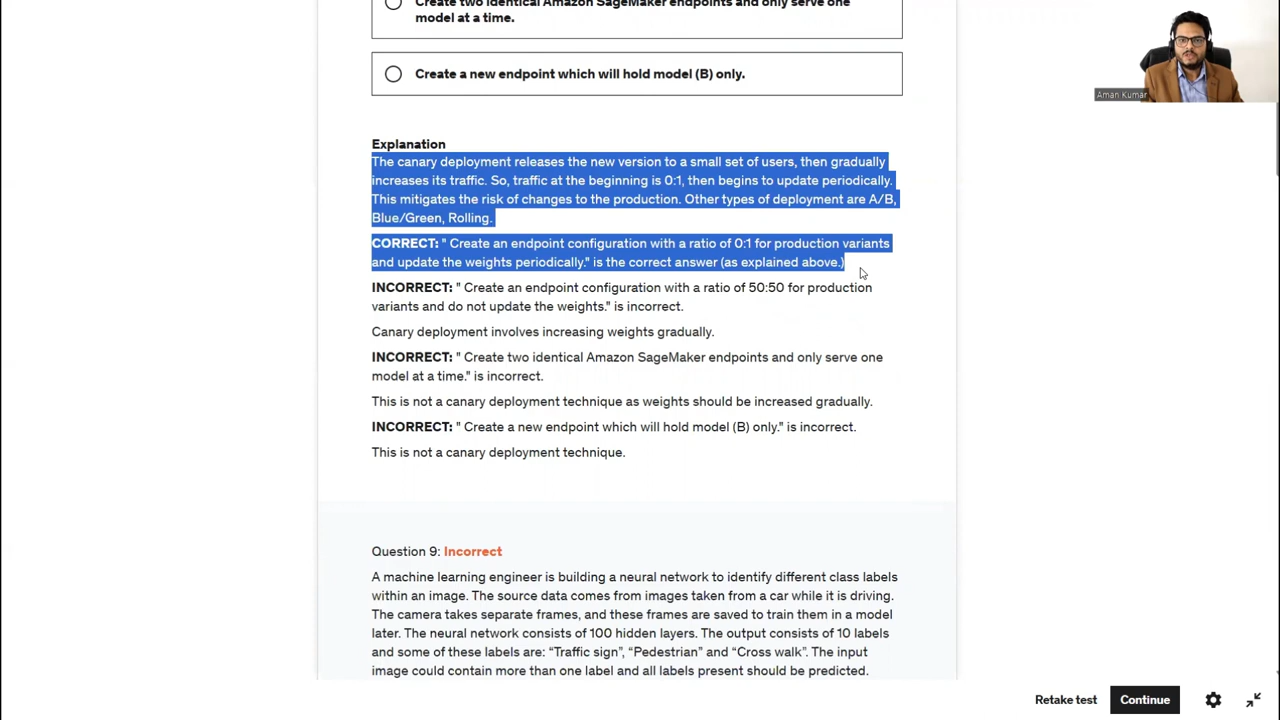 Create two identical Amazon SageMaker endpoints and only serve one
model at a time.
Create a new endpoint which will hold model (B) only.
Aman Kumar
Explanation
The canary deployment releases the new version to a small set of users, then gradually
increases its traffic. So, traffic at the beginning is 0:1, then begins to update periodically.
This mitigates the risk of changes to the production. Other types of deployment are A/B,
Blue/Green, Rolling.
CORRECT: " Create an endpoint configuration with a ratio of 0:1 for production variants
and update the weights periodically." is the correct answer (as explained above.)
INCORRECT: " Create an endpoint configuration with a ratio of 50:50 for production
variants and do not update the weights." is incorrect.
Canary deployment involves increasing weights gradually.
INCORRECT: " Create two identical Amazon SageMaker endpoints and only serve one
model at a time." is incorrect.
This is not a canary deployment technique as weights should be increased gradually.
INCORRECT: " Create a new endpoint which will hold model (B) only." is incorrect.
This is not a canary deployment technique.
Question 9: Incorrect
A machine learning engineer is building a neural network to identify different class labels
within an image. The source data comes from images taken from a car while it is driving.
The camera takes separate frames, and these frames are saved to train them in a model
later. The neural network consists of 100 hidden layers. The output consists of 10 labels
and some of these labels are: “Traffic sign”, “Pedestrian” and “Cross walk”. The input
image could contain more than one label and all labels present should be predicted.
Retake test
Continue